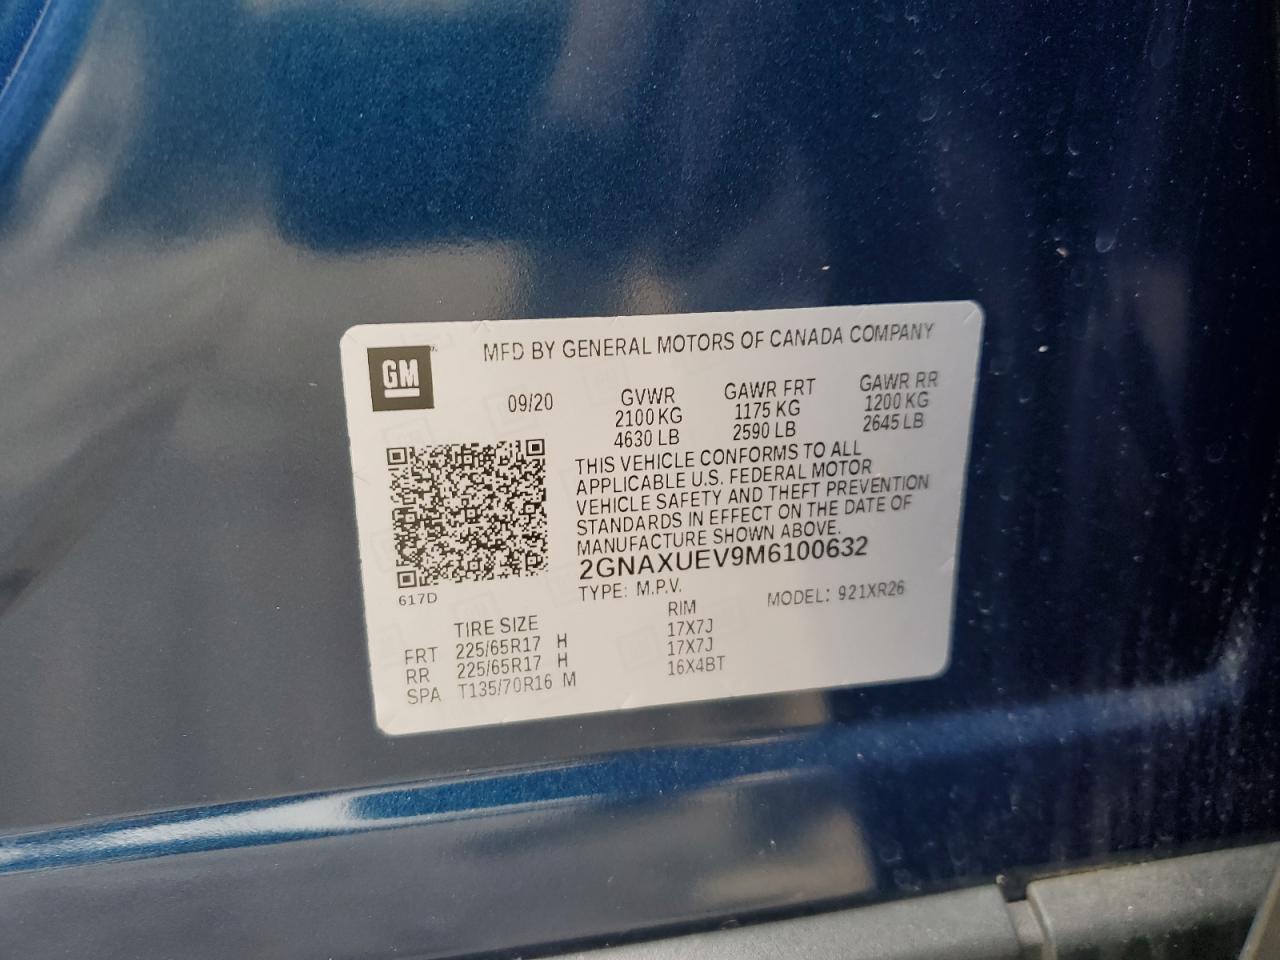 GM
MFD BY GENERAL MOTORS OF CANADA COMPANY
09/20
GVWR GAWR FRT GAWR RR
2100 KG 1175 KG 1200 KG
4630 LB 2590 LB 2645 LB
THIS VEHICLE CONFORMS TO ALL
APPLICABLE U.S. FEDERAL MOTOR
VEHICLE SAFETY AND THEFT PREVENTION
STANDARDS IN EFFECT ON THE DATE OF
MANUFACTURE SHOWN ABOVE.
2GNAXUEV9M6100632
617D
TYPE: M.P.V. MODEL: 921XR26
TIRE SIZE RIM
FRT 225/65R17 H 17X7J
RR 225/65R17 H 17X7J
SPA T135/70R16 M 16X4BT